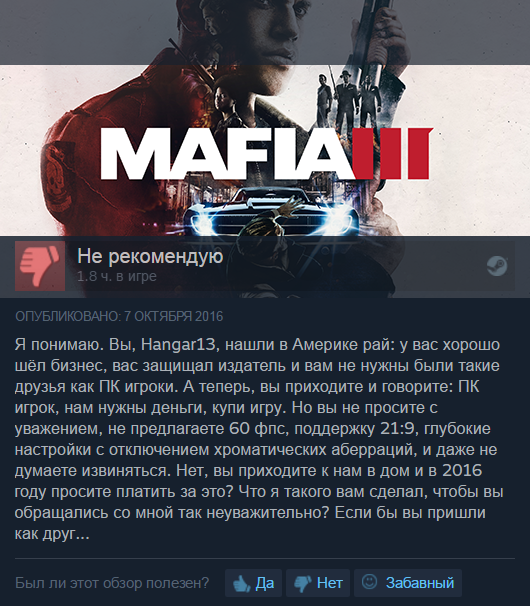 MAFIA III
Не рекомендую
1.8 ч. в игре
ОПУБЛИКОВАНО: 7 ОКТЯБРЯ 2016
Я понимаю. Вы, Hangar13, нашли в Америке рай: у вас хорошо
шёл бизнес, вас защищал издатель и вам не нужны были такие
друзья как ПК игроки. А теперь, вы приходите и говорите: ПК
игрок, нам нужны деньги, купи игру. Но вы не просите с
уважением, не предлагаете 60 фпс, поддержку 21:9, глубокие
настройки с отключением хроматических аберраций, и даже не
думаете извиняться. Нет, вы приходите к нам в дом и в 2016
году просите платить за это? Что я такого вам сделал, чтобы вы
обращались со мной так неуважительно? Если бы вы пришли
как друг...
Был ли этот обзор полезен? Да Нет Забавный